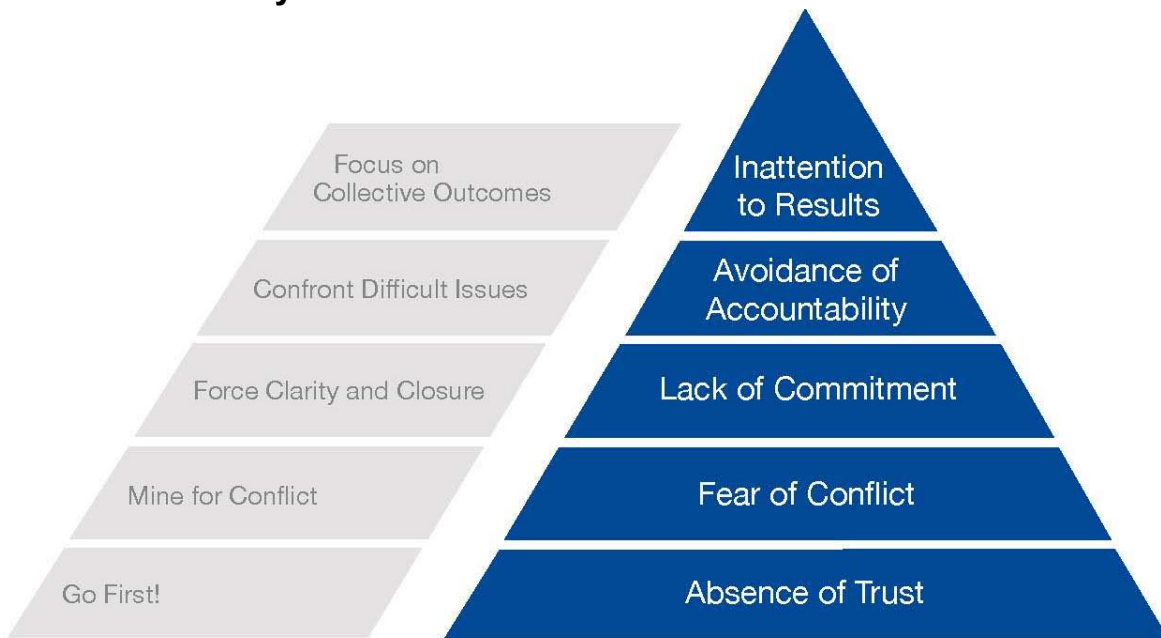 Focus on
Collective Outcomes
Inattention
to Results
Confront Difficult Issues
Avoidance of
Accountability
Force Clarity and Closure
Lack of Commitment
Mine for Conflict
Fear of Conflict
Go First!
Absence of Trust